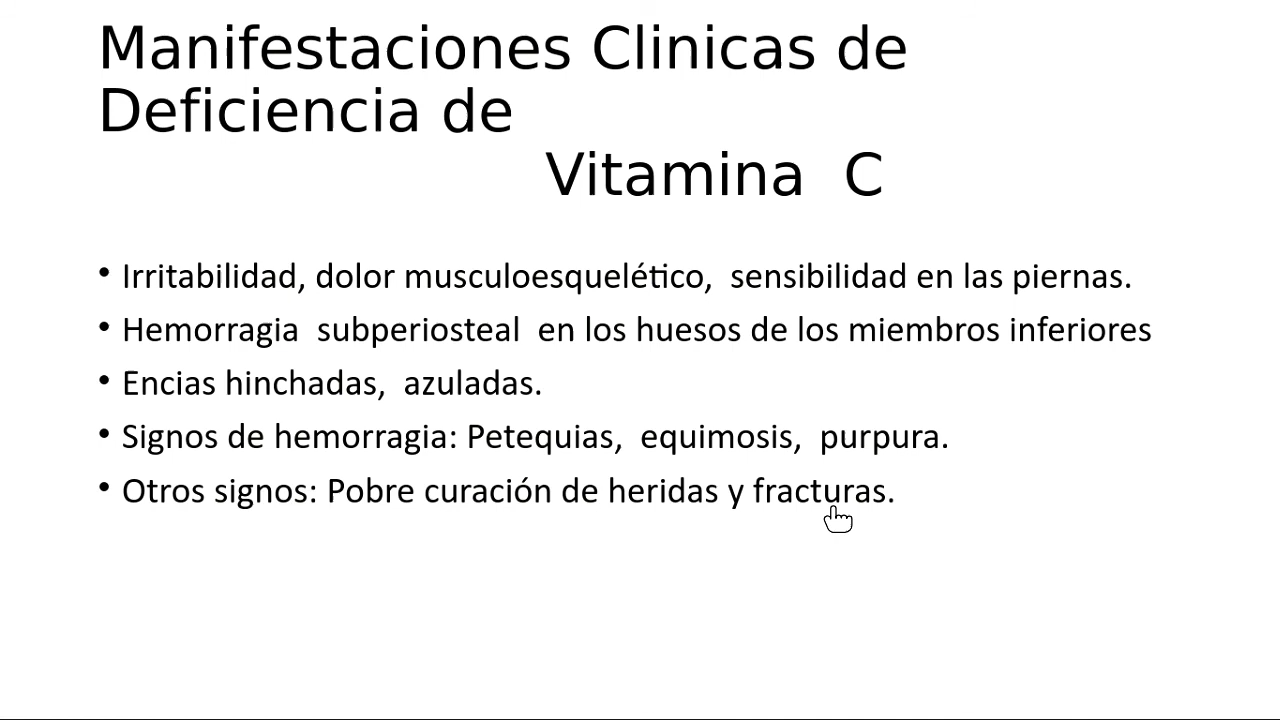 Manifestaciones Clinicas de
Deficiencia de
Vitamina  C
• Irritabilidad, dolor musculoesquelético,  sensibilidad en las piernas.
• Hemorragia  subperiosteal  en los huesos de los miembros inferiores
• Encias hinchadas,  azuladas.
• Signos de hemorragia: Petequias,  equimosis,  purpura.
• Otros signos: Pobre curación de heridas y fracturas.